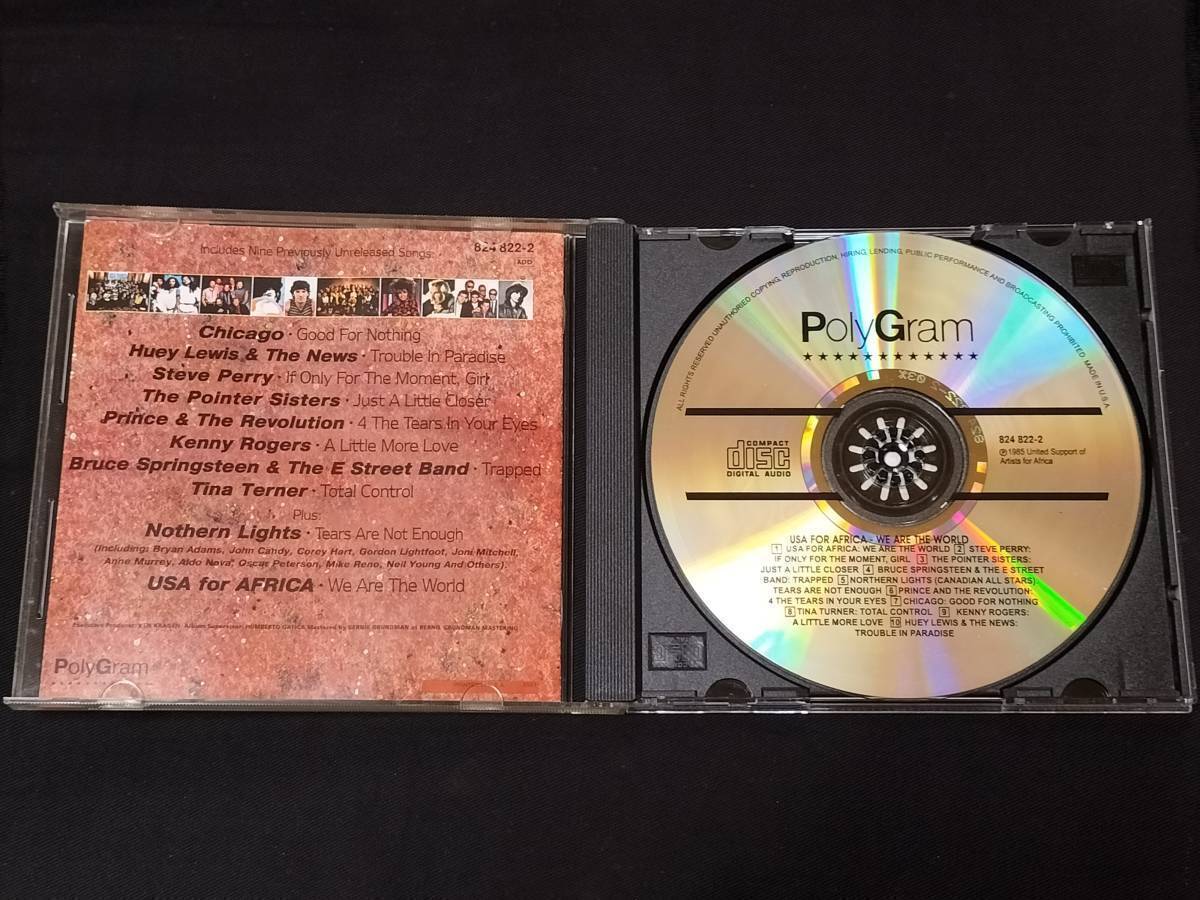 Includes Nine Previously Unreleased Songs:
824 822-2
ADD
Chicago · Good For Nothing
Huey Lewis & The News · Trouble In Paradise
Steve Perry · If Only For The Moment, Girl
The Pointer Sisters · Just A Little Closer
Prince & The Revolution · 4 The Tears In Your Eyes
Kenny Rogers · A Little More Love
Bruce Springsteen & The E Street Band · Trapped
Tina Terner · Total Control
Plus:
Nothern Lights · Tears Are Not Enough
(Including: Bryan Adams, John Candy, Corey Hart, Gordon Lightfoot, Joni Mitchell,
Anne Murrey, Aldo Nova, Oscar Peterson, Mike Reno, Neil Young And Others)
USA for AFRICA · We Are The World
PolyGram
ALL RIGHTS RESERVED UNAUTHORIED COPYING, REPRODUCTION, HIRING, LENDING, PUBLIC PERFORMANCE AND BROADCASTING PROHIBITED. MADE IN U.S.A.
PolyGram
COMPACT
disc
DIGITAL AUDIO
824 822-2
℗ 1985 United Support of
Artists for Africa
USA FOR AFRICA - WE ARE THE WORLD
1 USA FOR AFRICA: WE ARE THE WORLD 2 STEVE PERRY:
IF ONLY FOR THE MOMENT, GIRL 3 THE POINTER SISTERS:
JUST A LITTLE CLOSER 4 BRUCE SPRINGSTEEN & THE E STREET
BAND: TRAPPED 5 NORTHERN LIGHTS (CANADIAN ALL STARS):
TEARS ARE NOT ENOUGH 6 PRINCE AND THE REVOLUTION:
4 THE TEARS IN YOUR EYES 7 CHICAGO: GOOD FOR NOTHING
8 TINA TURNER: TOTAL CONTROL 9 KENNY ROGERS:
A LITTLE MORE LOVE 10 HUEY LEWIS & THE NEWS:
TROUBLE IN PARADISE